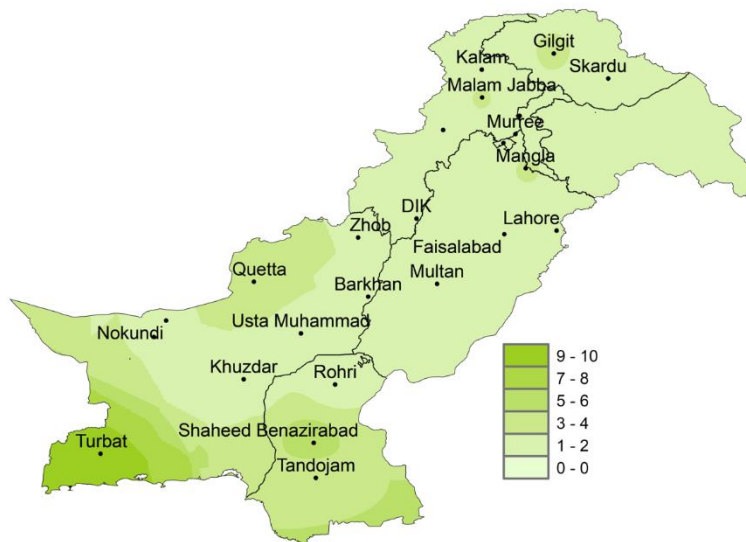 Gilgit
Kalam
Skardu
Malam Jabba
Murree
Mangla
DIK
Lahore
Zhob
Faisalabad
Quetta
Multan
Barkhan
Nokundi
Usta Muhammad
Khuzdar
Rohri
Shaheed Benazirabad
Turbat
Tandojam
9 - 10
7 - 8
5 - 6
3 - 4
1 - 2
0 - 0